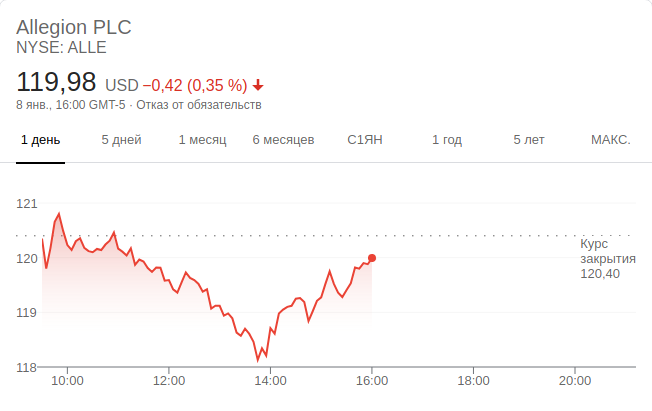 Allegion PLC
NYSE: ALLE
119,98 USD −0,42 (0,35 %)
8 янв., 16:00 GMT-5 · Отказ от обязательств
1 день 5 дней 1 месяц 6 месяцев С1ЯН 1 год 5 лет МАКС.
121
Курс
закрытия
120,40
120
119
118
10:00 12:00 14:00 16:00 18:00 20:00